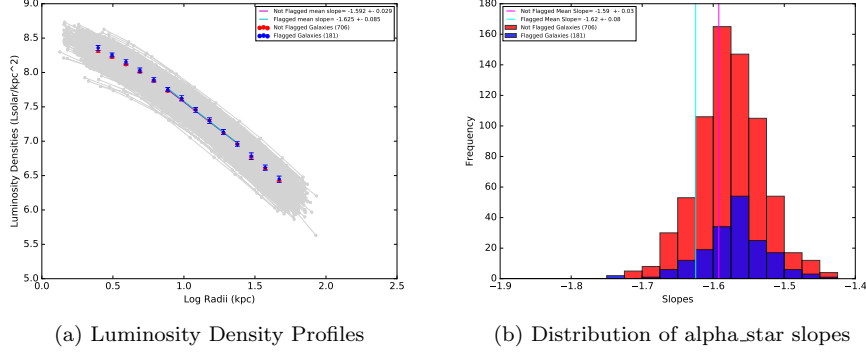 Not Flagged mean slope= -1.592 +- 0.029
Flagged mean slope= -1.625 +- 0.085
Not Flagged Galaxies (706)
Flagged Galaxies (181)
Luminosity Densities (Lsolar/kpc^2)
9.0
8.5
8.0
7.5
7.0
6.5
6.0
5.5
5.0
0.0 0.5 1.0 1.5 2.0 2.5
Log Radii (kpc)
(a) Luminosity Density Profiles
Not Flagged Mean Slope= -1.59 +- 0.03
Flagged Mean Slope= -1.62 +- 0.08
Not Flagged Galaxies (706)
Flagged Galaxies (181)
Frequency
180
160
140
120
100
80
60
40
20
0
−1.9 −1.8 −1.7 −1.6 −1.5 −1.4
Slopes
(b) Distribution of alpha_star slopes